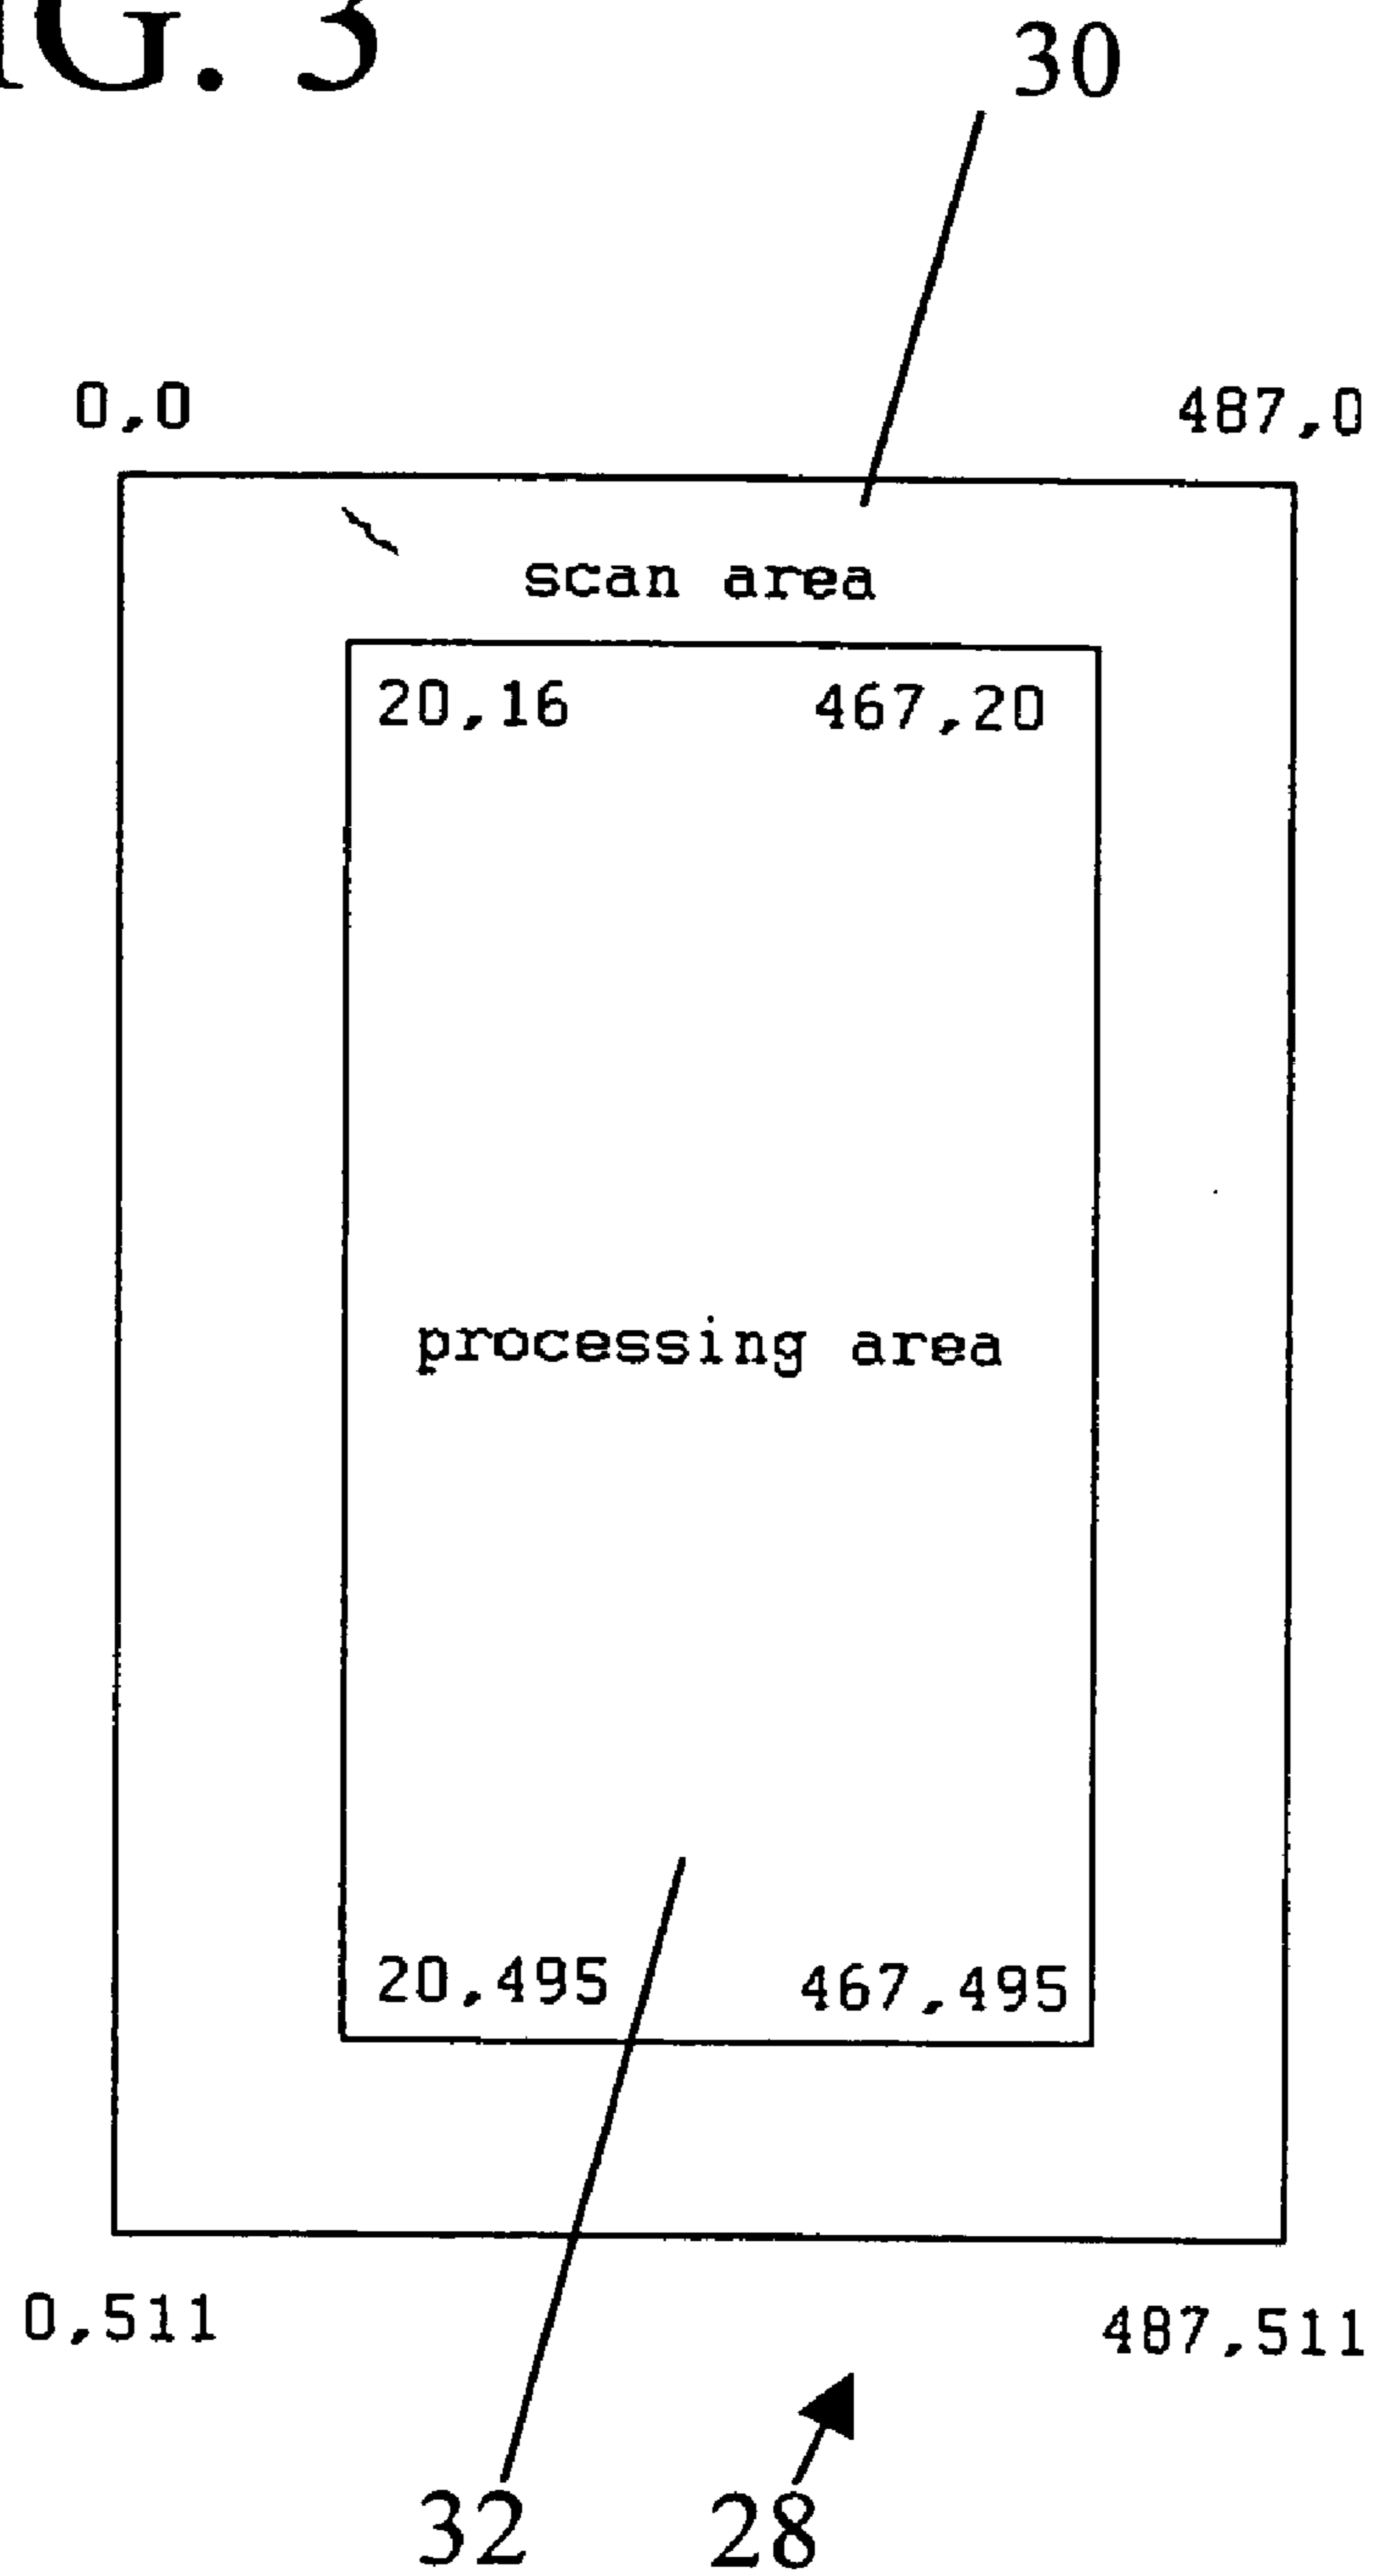 IG. 3
30
0,0 487,0
scan area
20,16 467,20
processing area
20,495 467,495
0,511 487,511
32 28